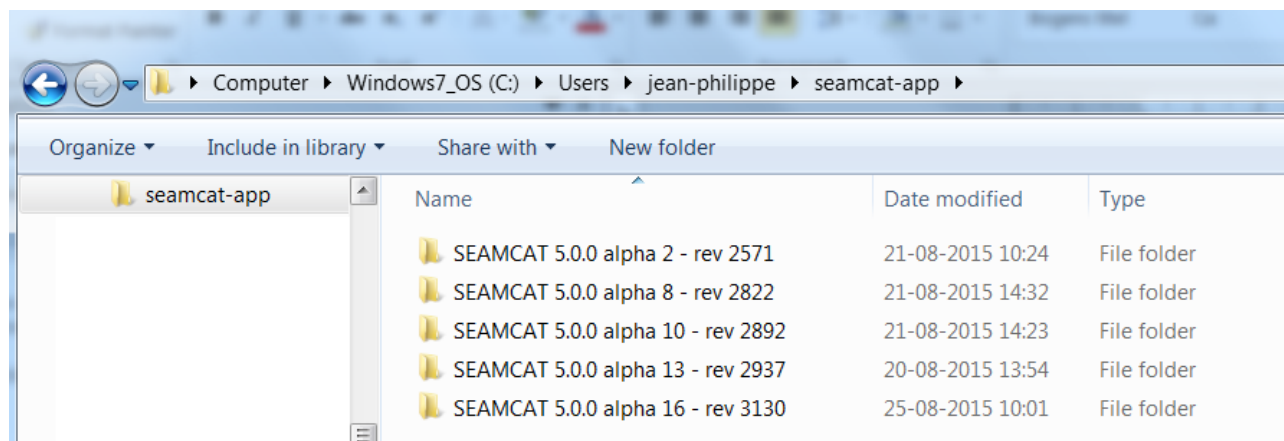 Computer Windows7_OS (C:) Users jean-philippe seamcat-app
Organize Include in library Share with New folder
seamcat-app
Name Date modified Type
SEAMCAT 5.0.0 alpha 2 - rev 2571 21-08-2015 10:24 File folder
SEAMCAT 5.0.0 alpha 8 - rev 2822 21-08-2015 14:32 File folder
SEAMCAT 5.0.0 alpha 10 - rev 2892 21-08-2015 14:23 File folder
SEAMCAT 5.0.0 alpha 13 - rev 2937 20-08-2015 13:54 File folder
SEAMCAT 5.0.0 alpha 16 - rev 3130 25-08-2015 10:01 File folder